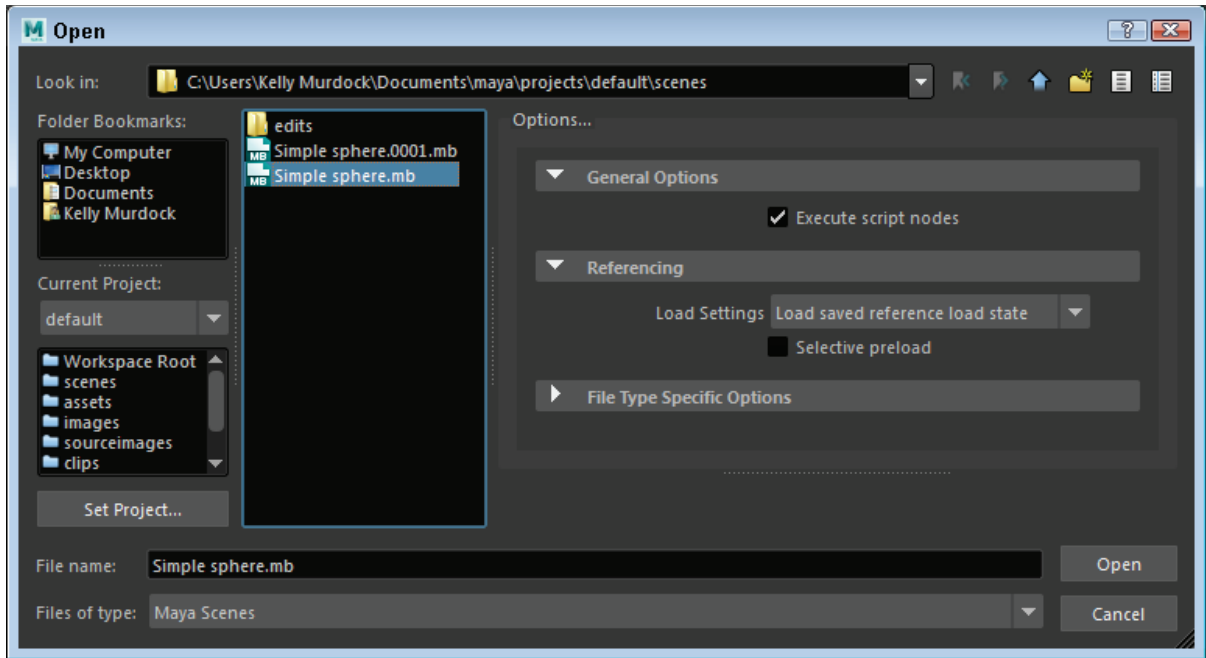 Open
Look in: C:\Users\Kelly Murdock\Documents\maya\projects\default\scenes
Folder Bookmarks:
My Computer
Desktop
Documents
Kelly Murdock
Current Project:
default
Workspace Root
scenes
assets
images
sourceimages
clips
Set Project...
edits
MB Simple sphere.0001.mb
MB Simple sphere.mb
Options...
General Options
Execute script nodes
Referencing
Load Settings Load saved reference load state
Selective preload
File Type Specific Options
File name: Simple sphere.mb
Open
Files of type: Maya Scenes
Cancel